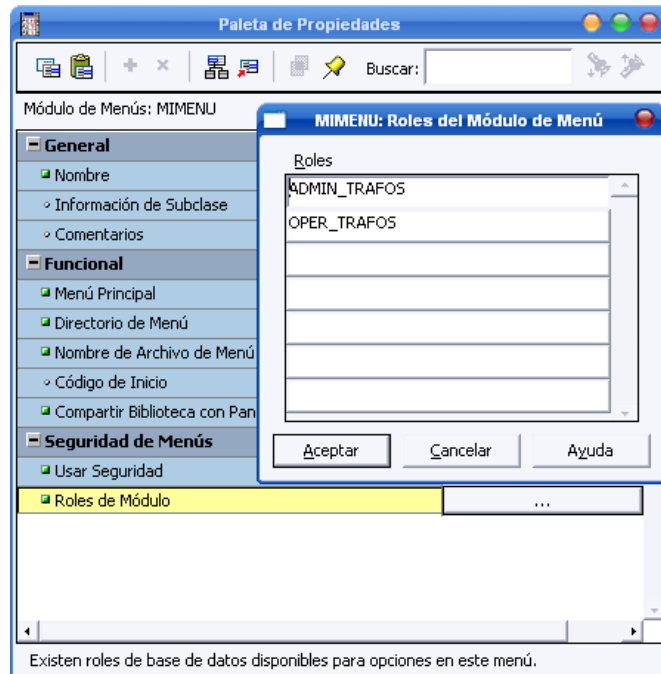 Paleta de Propiedades
Buscar:
Módulo de Menús: MIMENU
General
Nombre
Información de Subclase
Comentarios
Funcional
Menú Principal
Directorio de Menú
Nombre de Archivo de Menú
Código de Inicio
Compartir Biblioteca con Pan
Seguridad de Menús
Usar Seguridad
Roles de Módulo
...
MIMENU: Roles del Módulo de Menú
Roles
ADMIN_TRAFOS
OPER_TRAFOS
Aceptar Cancelar Ayuda
Existen roles de base de datos disponibles para opciones en este menú.